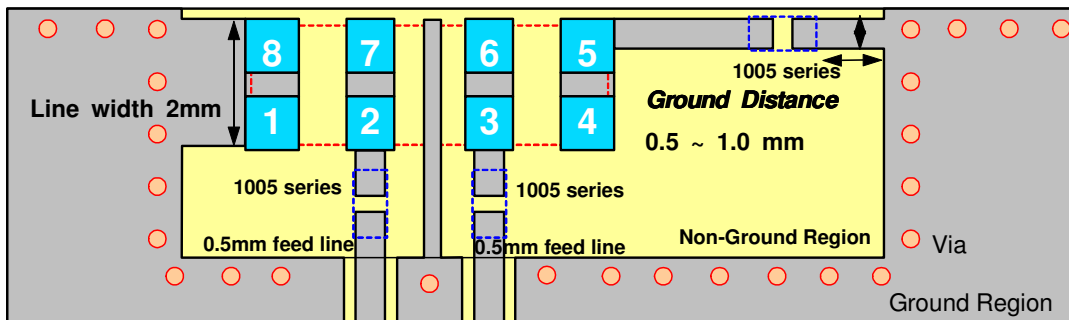 8 7 6 5
1 2 3 4
Line width 2mm
1005 series
Ground Distance
0.5 ~ 1.0 mm
1005 series
1005 series
0.5mm feed line
0.5mm feed line
Non-Ground Region
Via
Ground Region